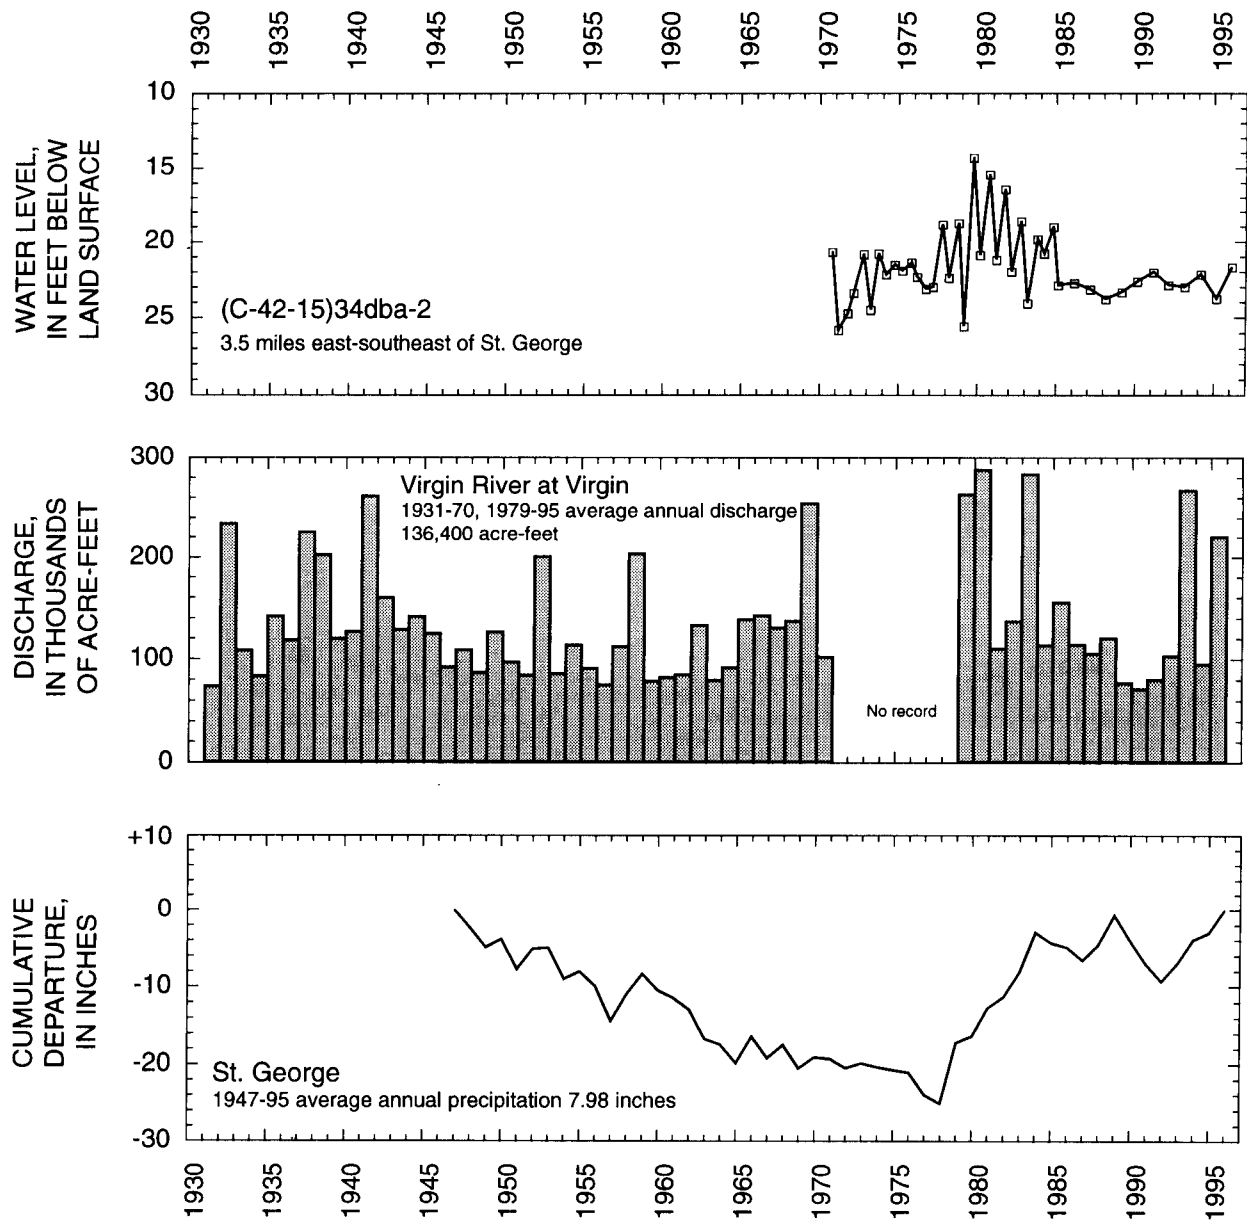 1930 1935 1940 1945 1950 1955 1960 1965 1970 1975 1980 1985 1990 1995
WATER LEVEL,
IN FEET BELOW
LAND SURFACE
10
15
20
25
30
(C-42-15)34dba-2
3.5 miles east-southeast of St. George
DISCHARGE,
IN THOUSANDS
OF ACRE-FEET
300
200
100
0
Virgin River at Virgin
1931-70, 1979-95 average annual discharge
136,400 acre-feet
No record
CUMULATIVE
DEPARTURE,
IN INCHES
+10
0
-10
-20
-30
St. George
1947-95 average annual precipitation 7.98 inches
1930 1935 1940 1945 1950 1955 1960 1965 1970 1975 1980 1985 1990 1995